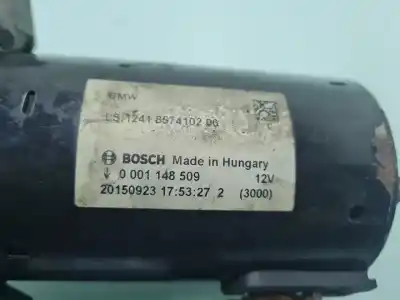 BMW
LS 1241 8574102 06
BOSCH Made in Hungary
0 001 148 509 12V
20150923 17:53:27 2 (3000)